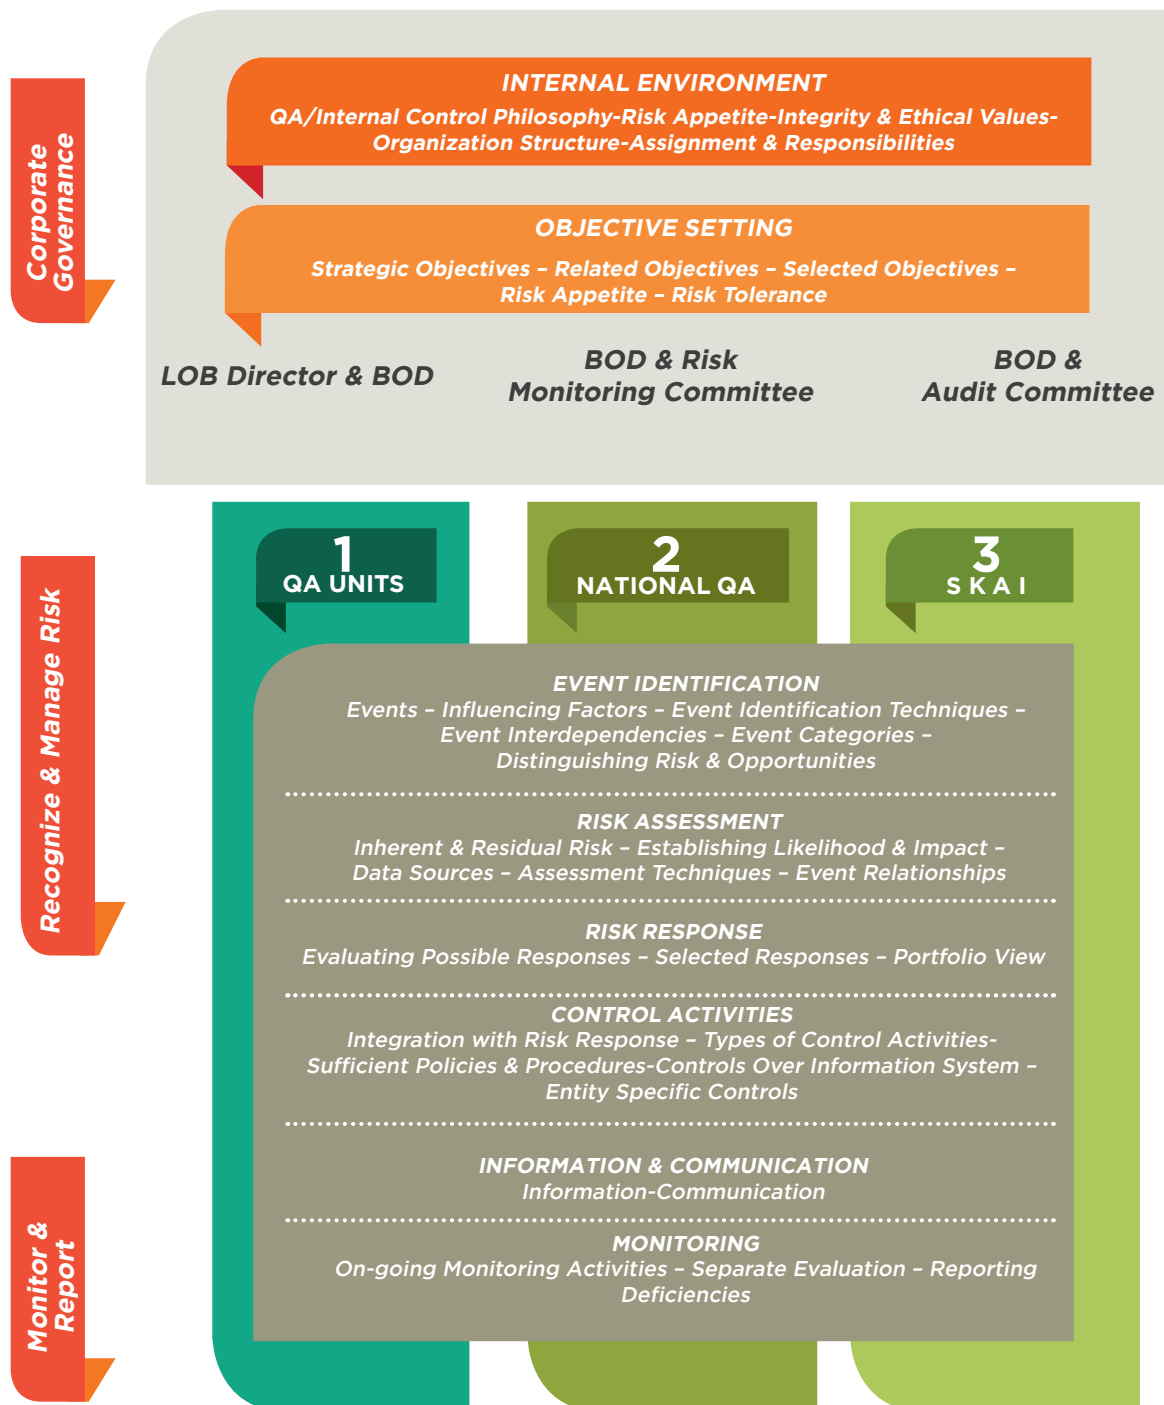 Corporate
Governance
INTERNAL ENVIRONMENT
QA/Internal Control Philosophy-Risk Appetite-Integrity & Ethical Values-
Organization Structure-Assignment & Responsibilities
OBJECTIVE SETTING
Strategic Objectives – Related Objectives – Selected Objectives –
Risk Appetite – Risk Tolerance
LOB Director & BOD
BOD & Risk
Monitoring Committee
BOD &
Audit Committee
Recognize & Manage Risk
1
QA UNITS
2
NATIONAL QA
3
S K A I
EVENT IDENTIFICATION
Events – Influencing Factors – Event Identification Techniques –
Event Interdependencies – Event Categories –
Distinguishing Risk & Opportunities
RISK ASSESSMENT
Inherent & Residual Risk – Establishing Likelihood & Impact –
Data Sources – Assessment Techniques – Event Relationships
RISK RESPONSE
Evaluating Possible Responses – Selected Responses – Portfolio View
CONTROL ACTIVITIES
Integration with Risk Response – Types of Control Activities-
Sufficient Policies & Procedures-Controls Over Information System –
Entity Specific Controls
Monitor &
Report
INFORMATION & COMMUNICATION
Information-Communication
MONITORING
On-going Monitoring Activities – Separate Evaluation – Reporting
Deficiencies